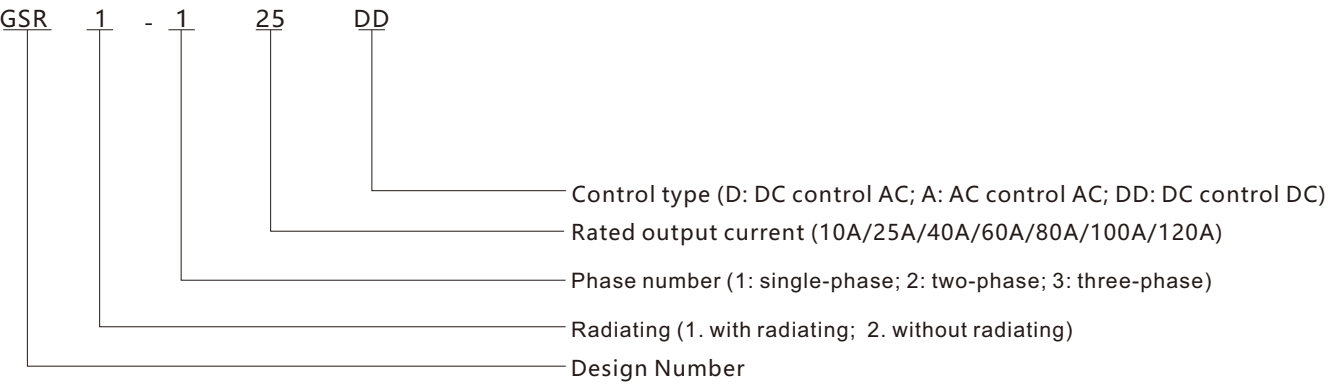 GSR 1 - 1 25 DD
Control type (D: DC control AC; A: AC control AC; DD: DC control DC)
Rated output current (10A/25A/40A/60A/80A/100A/120A)
Phase number (1: single-phase; 2: two-phase; 3: three-phase)
Radiating (1. with radiating; 2. without radiating)
Design Number